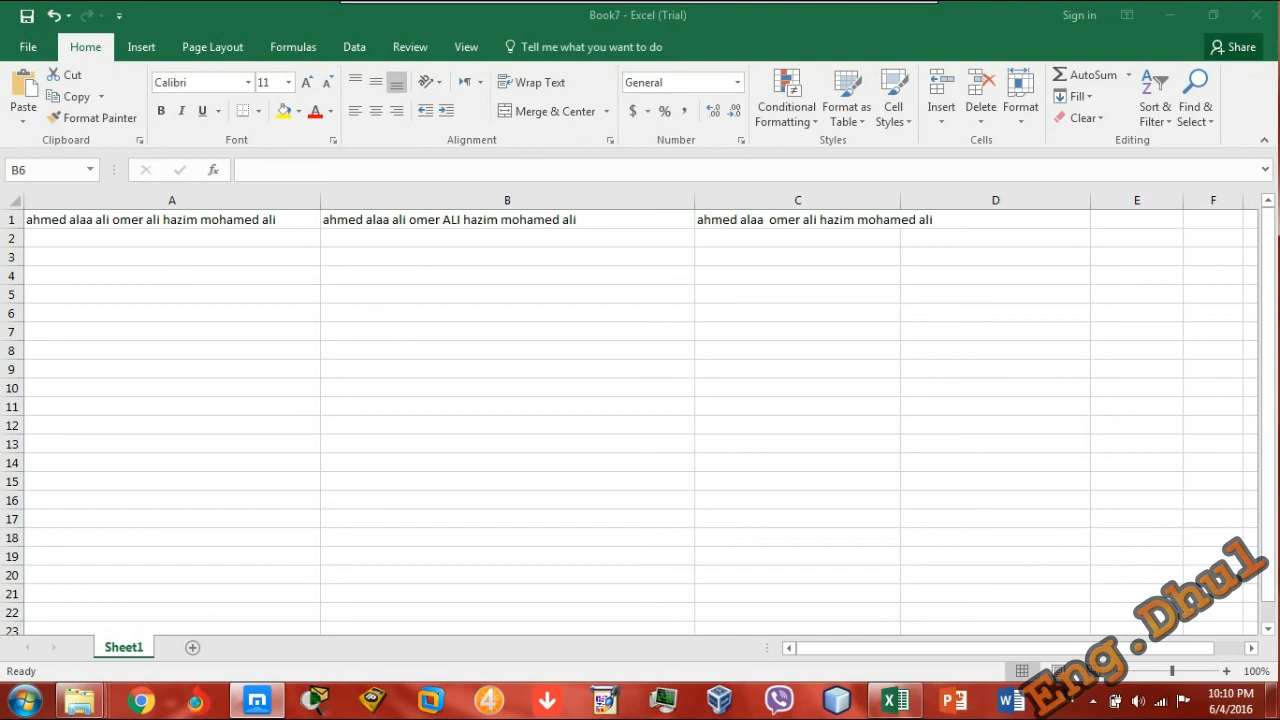 Book7 - Excel (Trial)
Sign in
File Home Insert Page Layout Formulas Data Review View Tell me what you want to do Share
Paste
Cut
Copy
Format Painter
Clipboard
Calibri 11
B I U
Font
Wrap Text
Merge & Center
Alignment
General
$ % ,
Number
Conditional Formatting
Format as Table
Cell Styles
Styles
Insert
Delete
Format
Cells
AutoSum
Fill
Clear
Sort & Filter
Find & Select
Editing
B6 fx
A B C D E F
1 ahmed alaa ali omer ali hazim mohamed ali ahmed alaa ali omer ALI hazim mohamed ali ahmed alaa  omer ali hazim mohamed ali
2
3
4
5
6
7
8
9
10
11
12
13
14
15
16
17
18
19
20
21
22
23
Sheet1
Ready 100%
Eng.Dhul
10:10 PM
6/4/2016